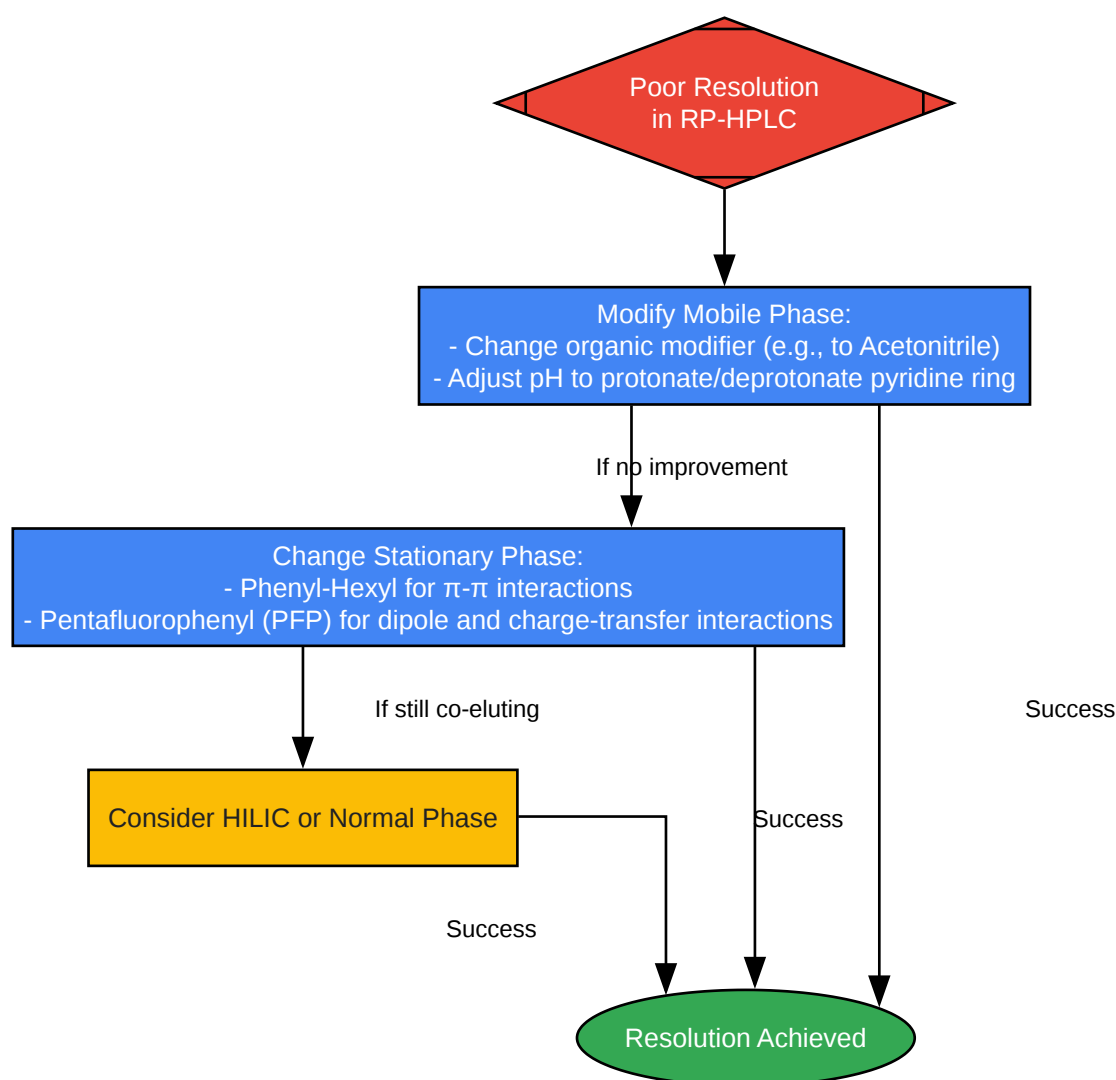 Poor Resolution
in RP-HPLC
Modify Mobile Phase:
- Change organic modifier (e.g., to Acetonitrile)
- Adjust pH to protonate/deprotonate pyridine ring
If no improvement
Change Stationary Phase:
- Phenyl-Hexyl for π-π interactions
- Pentafluorophenyl (PFP) for dipole and charge-transfer interactions
If still co-eluting
Success
Consider HILIC or Normal Phase
Success
Success
Resolution Achieved